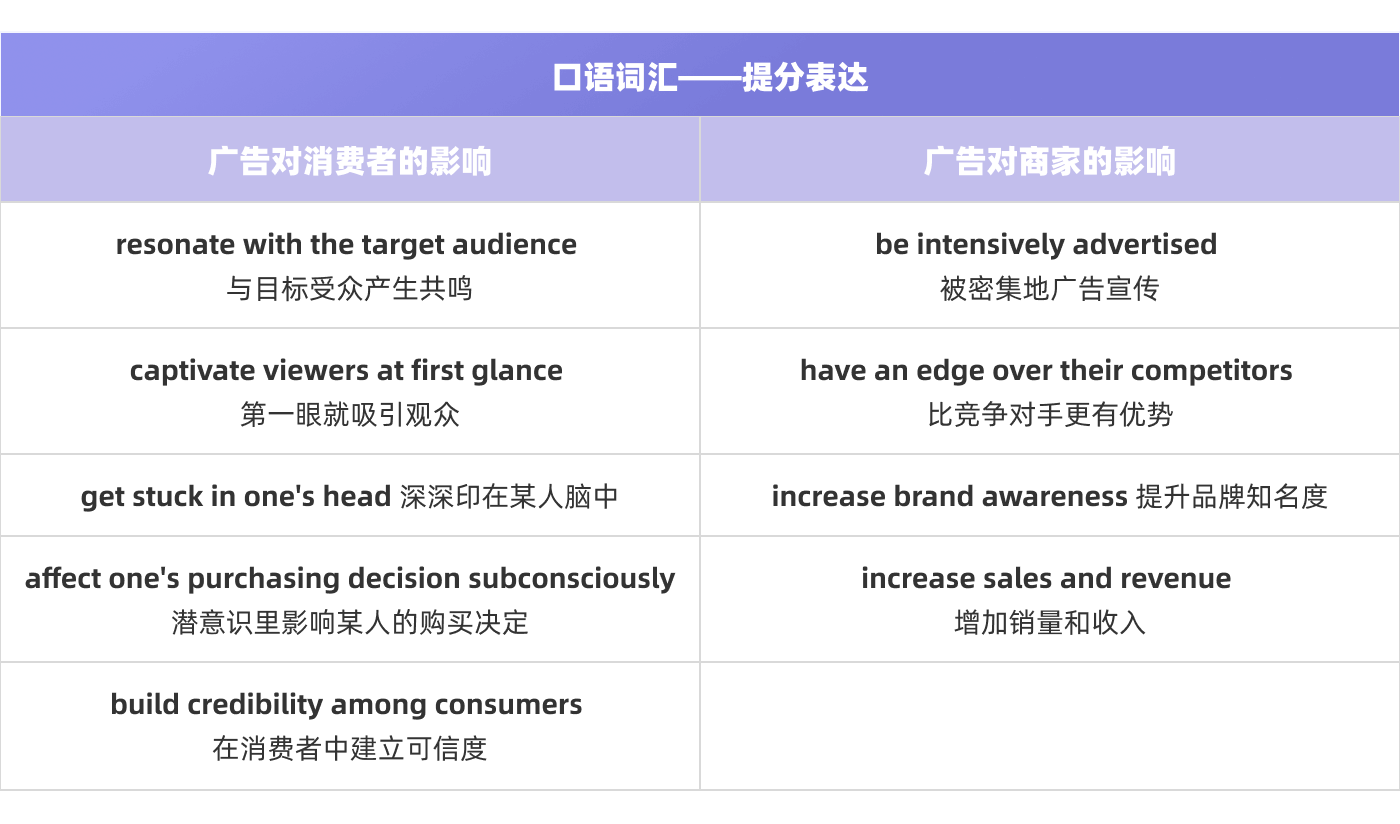 口语词汇——提分表达
广告对消费者的影响
广告对商家的影响
resonate with the target audience
与目标受众产生共鸣
be intensively advertised
被密集地广告宣传
captivate viewers at first glance
第一眼就吸引观众
have an edge over their competitors
比竞争对手更有优势
get stuck in one's head 深深印在某人脑中
increase brand awareness 提升品牌知名度
affect one's purchasing decision subconsciously
潜意识里影响某人的购买决定
increase sales and revenue
增加销量和收入
build credibility among consumers
在消费者中建立可信度